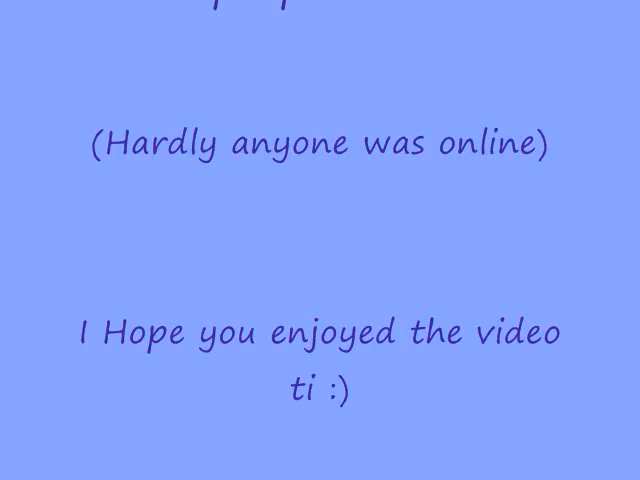 (Hardly anyone was online)
I Hope you enjoyed the video
ti :)